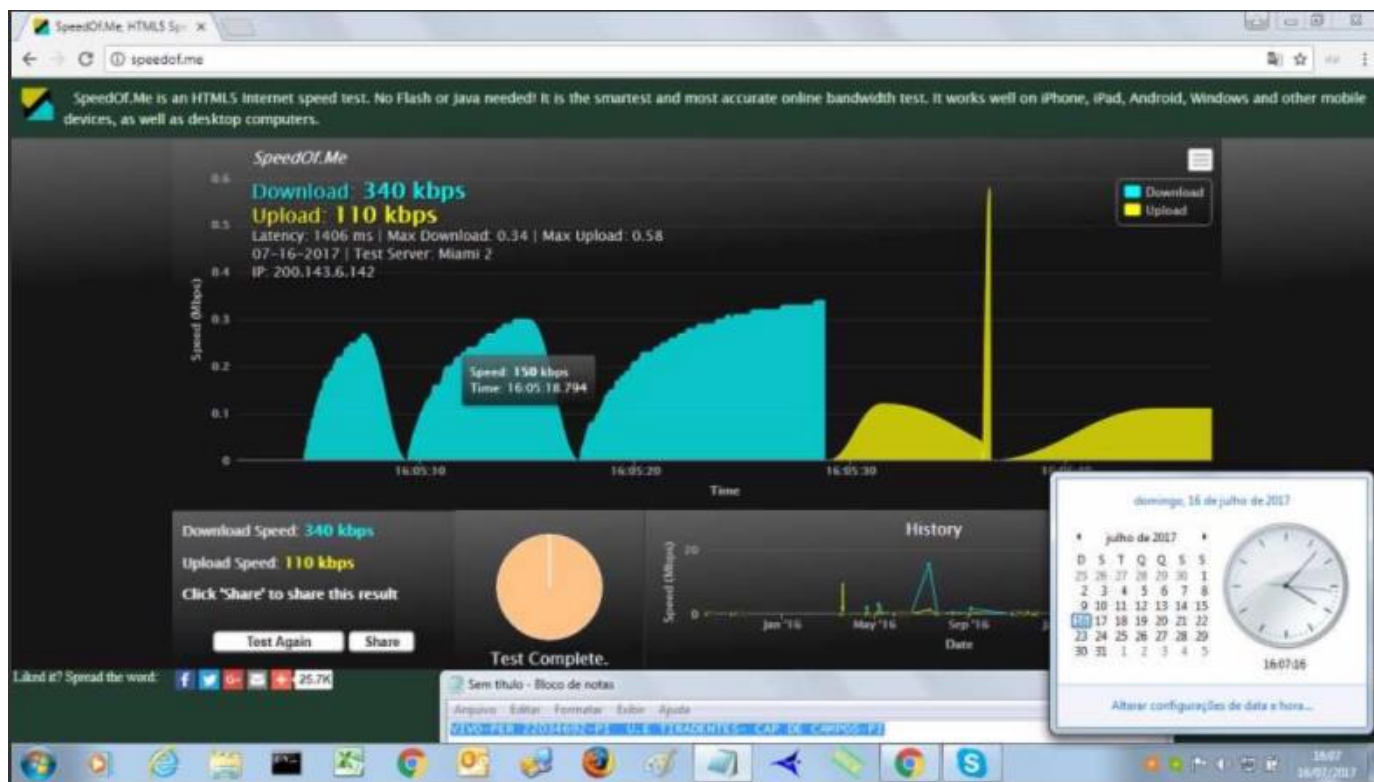 SpeedOf.Me, HTML5 Spe
speedof.me
SpeedOf.Me is an HTML5 Internet speed test. No Flash or Java needed! It is the smartest and most accurate online bandwidth test. It works well on iPhone, iPad, Android, Windows and other mobile
devices, as well as desktop computers.
SpeedOf.Me
Download: 340 kbps
Upload: 110 kbps
Latency: 1406 ms | Max Download: 0.34 | Max Upload: 0.58
07-16-2017 | Test Server: Miami 2
IP: 200.143.6.142
Download
Upload
0.6
0.5
0.4
0.3
0.2
0.1
0
Speed (Mbps)
Speed: 150 kbps
Time: 16:05:18.794
16:05:10
16:05:20
16:05:30
Time
Download Speed: 340 kbps
Upload Speed: 110 kbps
Click 'Share' to share this result
Test Again
Share
Test Complete.
History
Speed (Mbps)
20
0
Jan '16
May '16
Sep '16
Date
domingo, 16 de julho de 2017
julho de 2017
D S T Q Q S S
25 26 27 28 29 30 1
2 3 4 5 6 7 8
9 10 11 12 13 14 15
16 17 18 19 20 21 22
23 24 25 26 27 28 29
30 31 1 2 3 4 5
16:07:16
Alterar configurações de data e hora...
Liked it? Spread the word:
25.7K
Sem título - Bloco de notas
Arquivo Editar Formatar Exibir Ajuda
VIVO-PER 22034692-PI U.E TIRADENTES- CAP DE CAMPOS-PI
16:07
16/07/2017